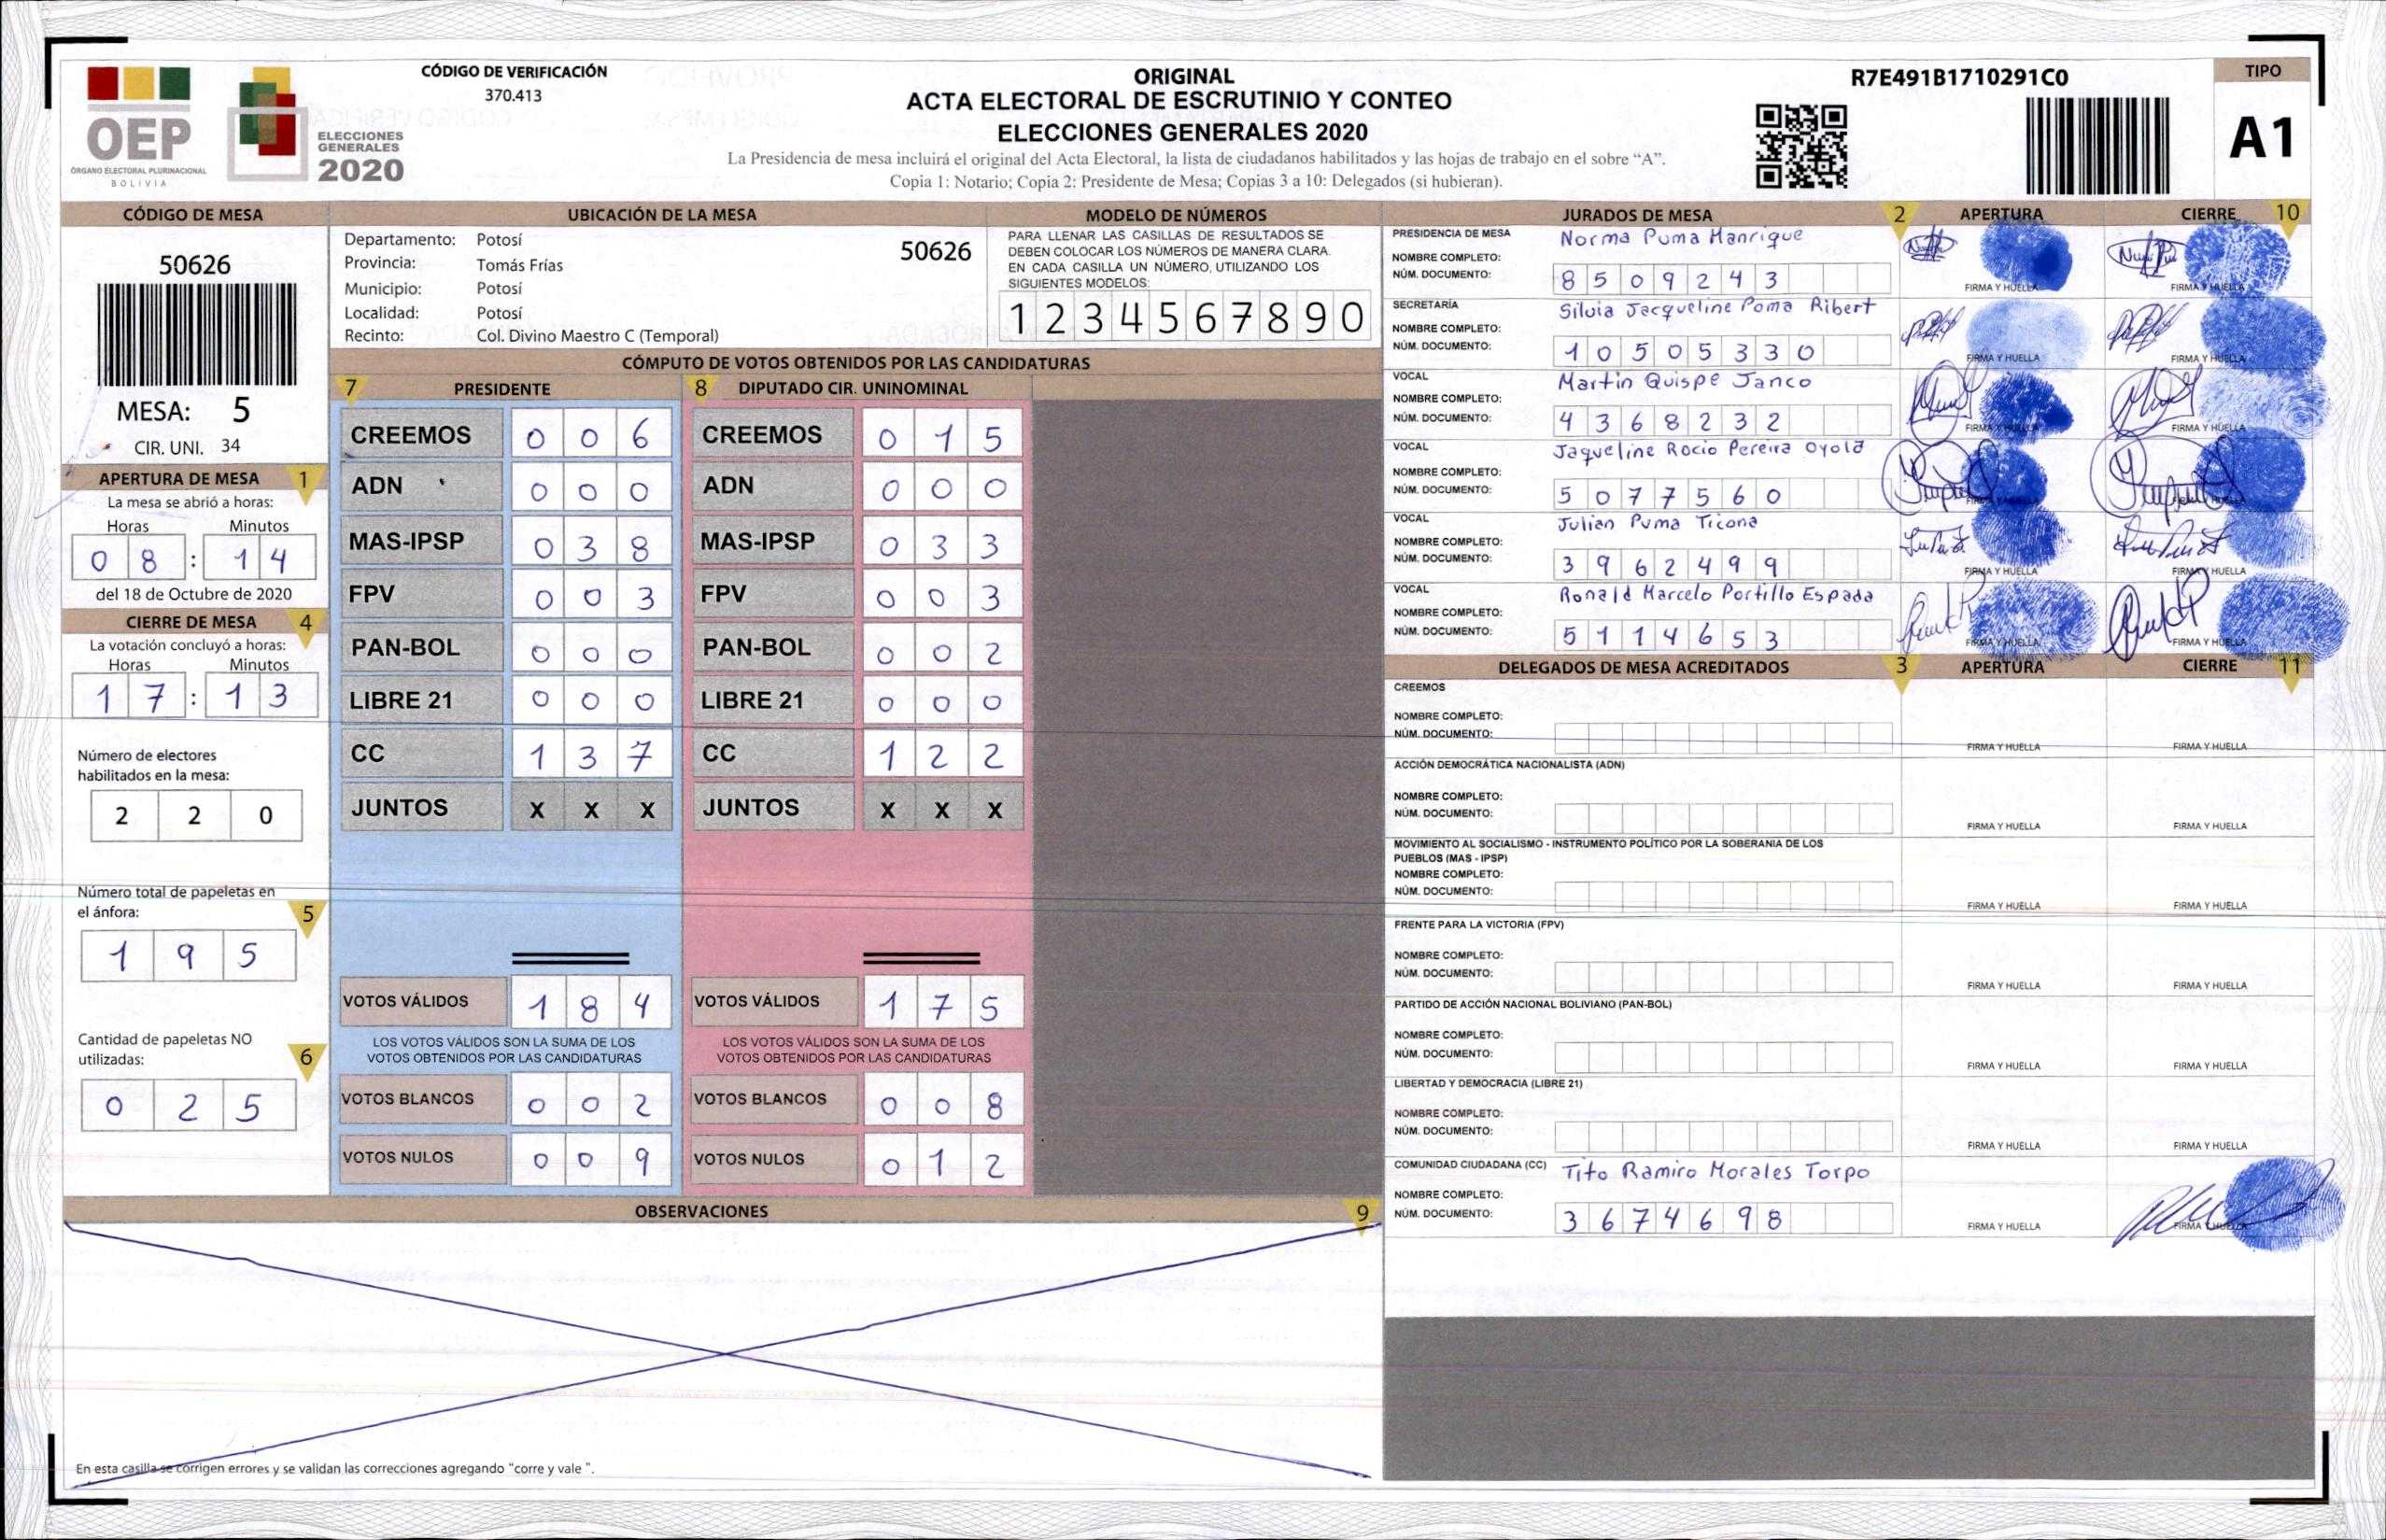 OEP
ÓRGANO ELECTORAL PLURINACIONAL
BOLIVIA
ELECCIONES
GENERALES
2020
CÓDIGO DE VERIFICACIÓN
370.413
ORIGINAL
ACTA ELECTORAL DE ESCRUTINIO Y CONTEO
ELECCIONES GENERALES 2020
La Presidencia de mesa incluirá el original del Acta Electoral, la lista de ciudadanos habilitados y las hojas de trabajo en el sobre “A”.
Copia 1: Notario; Copia 2: Presidente de Mesa; Copias 3 a 10: Delegados (si hubieran).
R7E491B1710291C0
TIPO
A1
CÓDIGO DE MESA
50626
MESA: 5
CIR. UNI. 34
APERTURA DE MESA 1
La mesa se abrió a horas:
Horas Minutos
0 8 : 1 4
del 18 de Octubre de 2020
CIERRE DE MESA 4
La votación concluyó a horas:
Horas Minutos
1 7 : 1 3
Número de electores
habilitados en la mesa:
2 2 0
Número total de papeletas en
el ánfora: 5
1 9 5
Cantidad de papeletas NO
utilizadas: 6
0 2 5
UBICACIÓN DE LA MESA
Departamento: Potosí
50626
Provincia: Tomás Frías
Municipio: Potosí
Localidad: Potosí
Recinto: Col. Divino Maestro C (Temporal)
MODELO DE NÚMEROS
PARA LLENAR LAS CASILLAS DE RESULTADOS SE
DEBEN COLOCAR LOS NÚMEROS DE MANERA CLARA.
EN CADA CASILLA UN NÚMERO, UTILIZANDO LOS
SIGUIENTES MODELOS:
1 2 3 4 5 6 7 8 9 0
CÓMPUTO DE VOTOS OBTENIDOS POR LAS CANDIDATURAS
7 PRESIDENTE
CREEMOS 0 0 6
ADN 0 0 0
MAS-IPSP 0 3 8
FPV 0 0 3
PAN-BOL 0 0 0
LIBRE 21 0 0 0
CC 1 3 7
JUNTOS X X X
VOTOS VÁLIDOS 1 8 4
LOS VOTOS VÁLIDOS SON LA SUMA DE LOS
VOTOS OBTENIDOS POR LAS CANDIDATURAS
VOTOS BLANCOS 0 0 2
VOTOS NULOS 0 0 9
8 DIPUTADO CIR. UNINOMINAL
CREEMOS 0 1 5
ADN 0 0 0
MAS-IPSP 0 3 3
FPV 0 0 3
PAN-BOL 0 0 2
LIBRE 21 0 0 0
CC 1 2 2
JUNTOS X X X
VOTOS VÁLIDOS 1 7 5
LOS VOTOS VÁLIDOS SON LA SUMA DE LOS
VOTOS OBTENIDOS POR LAS CANDIDATURAS
VOTOS BLANCOS 0 0 8
VOTOS NULOS 0 1 2
OBSERVACIONES 9
En esta casilla se corrigen errores y se validan las correcciones agregando "corre y vale ".
JURADOS DE MESA 2 APERTURA CIERRE 10
PRESIDENCIA DE MESA Norma Puma Manrique
NOMBRE COMPLETO:
NÚM. DOCUMENTO: 8 5 0 9 2 4 3 FIRMA Y HUELLA FIRMA Y HUELLA
SECRETARÍA Silvia Jacqueline Poma Ribert
NOMBRE COMPLETO:
NÚM. DOCUMENTO: 1 0 5 0 5 3 3 0 FIRMA Y HUELLA FIRMA Y HUELLA
VOCAL Martin Quispe Janco
NOMBRE COMPLETO:
NÚM. DOCUMENTO: 4 3 6 8 2 3 2 FIRMA Y HUELLA FIRMA Y HUELLA
VOCAL Jaqueline Rocio Pereira Oyola
NOMBRE COMPLETO:
NÚM. DOCUMENTO: 5 0 7 7 5 6 0 FIRMA Y HUELLA FIRMA Y HUELLA
VOCAL Julian Puma Ticona
NOMBRE COMPLETO:
NÚM. DOCUMENTO: 3 9 6 2 4 9 9 FIRMA Y HUELLA FIRMA Y HUELLA
VOCAL Ronald Marcelo Portillo Espada
NOMBRE COMPLETO:
NÚM. DOCUMENTO: 5 1 1 4 6 5 3 FIRMA Y HUELLA FIRMA Y HUELLA
DELEGADOS DE MESA ACREDITADOS 3 APERTURA CIERRE 11
CREEMOS
NOMBRE COMPLETO:
NÚM. DOCUMENTO: FIRMA Y HUELLA FIRMA Y HUELLA
ACCIÓN DEMOCRÁTICA NACIONALISTA (ADN)
NOMBRE COMPLETO:
NÚM. DOCUMENTO: FIRMA Y HUELLA FIRMA Y HUELLA
MOVIMIENTO AL SOCIALISMO - INSTRUMENTO POLÍTICO POR LA SOBERANIA DE LOS
PUEBLOS (MAS - IPSP)
NOMBRE COMPLETO:
NÚM. DOCUMENTO: FIRMA Y HUELLA FIRMA Y HUELLA
FRENTE PARA LA VICTORIA (FPV)
NOMBRE COMPLETO:
NÚM. DOCUMENTO: FIRMA Y HUELLA FIRMA Y HUELLA
PARTIDO DE ACCIÓN NACIONAL BOLIVIANO (PAN-BOL)
NOMBRE COMPLETO:
NÚM. DOCUMENTO: FIRMA Y HUELLA FIRMA Y HUELLA
LIBERTAD Y DEMOCRACIA (LIBRE 21)
NOMBRE COMPLETO:
NÚM. DOCUMENTO: FIRMA Y HUELLA FIRMA Y HUELLA
COMUNIDAD CIUDADANA (CC) Tito Ramiro Morales Torpo
NOMBRE COMPLETO:
NÚM. DOCUMENTO: 3 6 7 4 6 9 8 FIRMA Y HUELLA FIRMA Y HUELLA